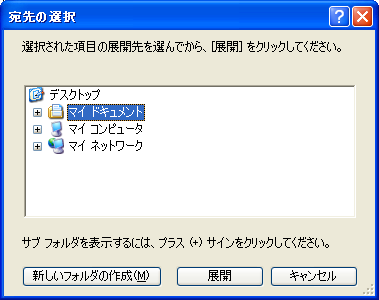 宛先の選択
選択された項目の展開先を選んでから、[展開] をクリックしてください。
デスクトップ
マイ ドキュメント
マイ コンピュータ
マイ ネットワーク
サブ フォルダを表示するには、プラス (+) サインをクリックしてください。
新しいフォルダの作成(M) 展開 キャンセル